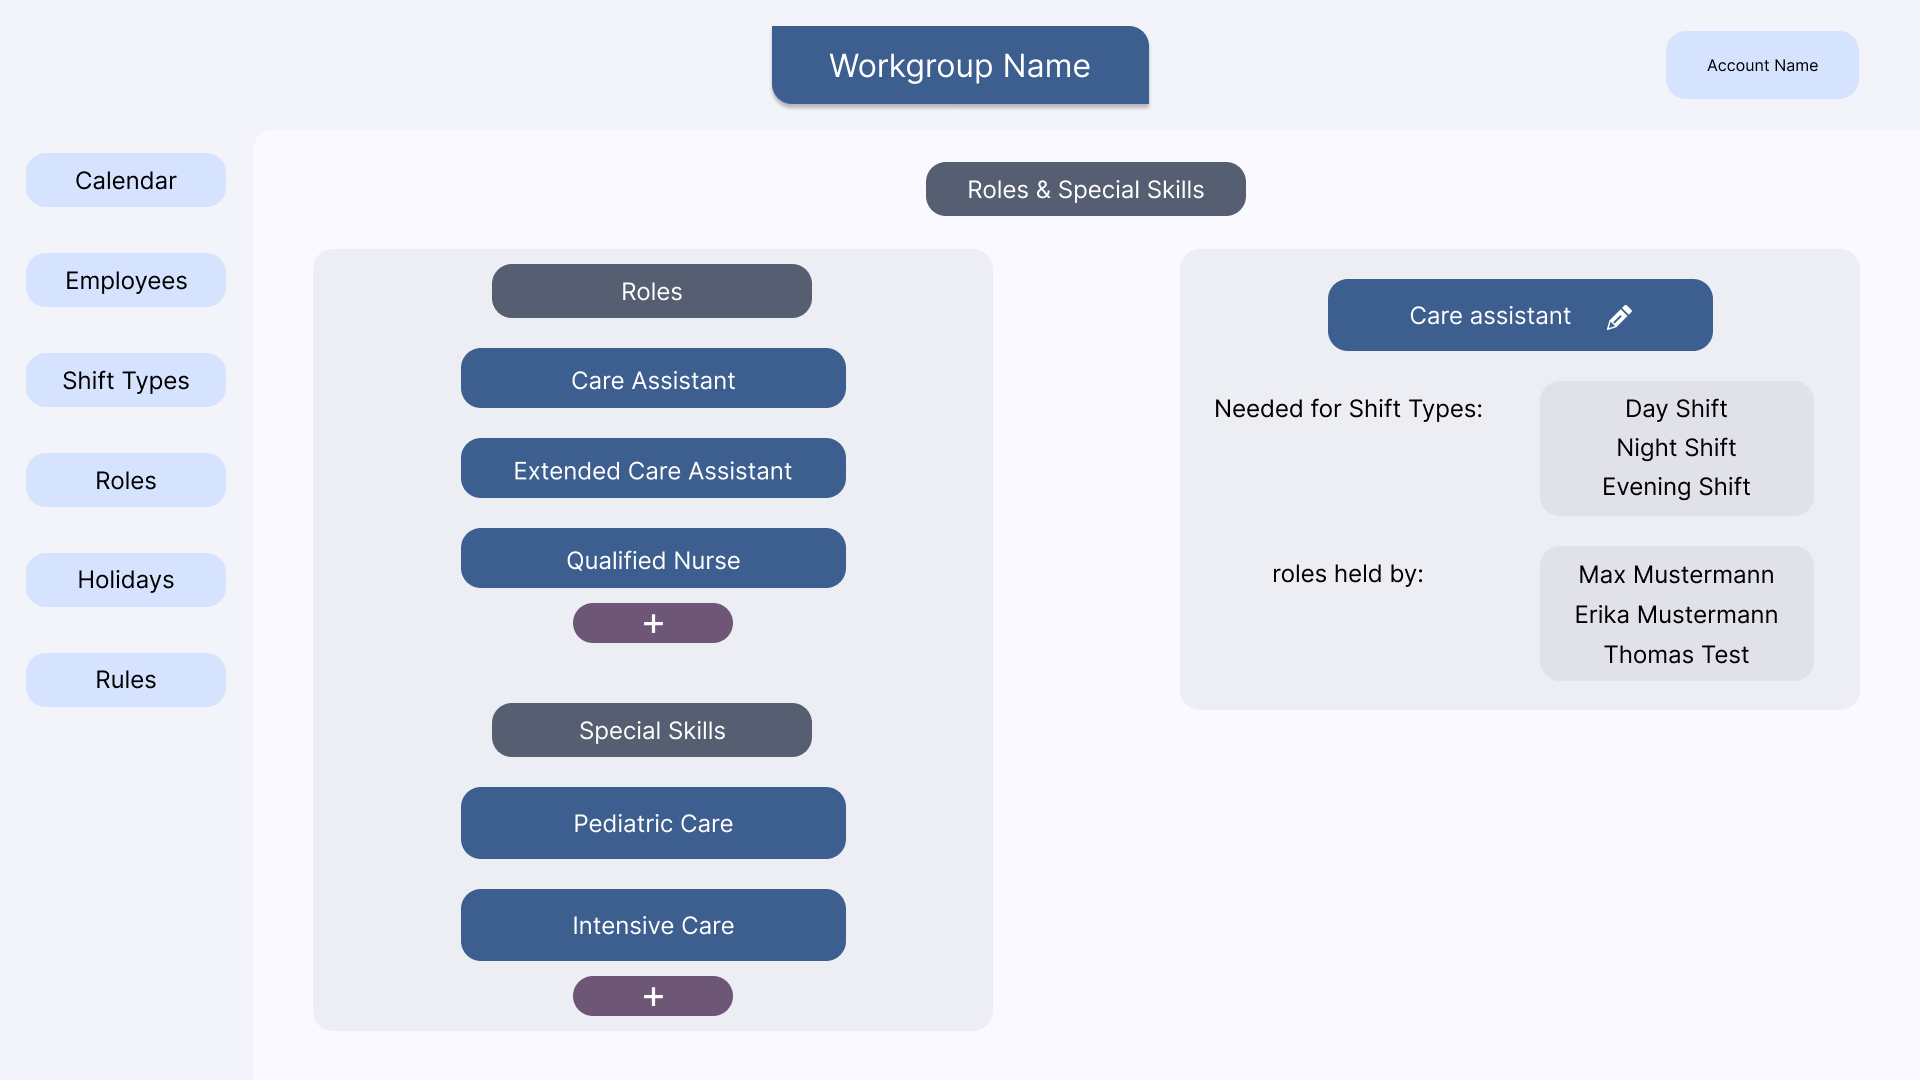 Workgroup Name
Account Name
Calendar
Employees
Shift Types
Roles
Holidays
Rules
Roles & Special Skills
Roles
Care Assistant
Extended Care Assistant
Qualified Nurse
+
Special Skills
Pediatric Care
Intensive Care
+
Care assistant
Needed for Shift Types:
Day Shift
Night Shift
Evening Shift
roles held by:
Max Mustermann
Erika Mustermann
Thomas Test